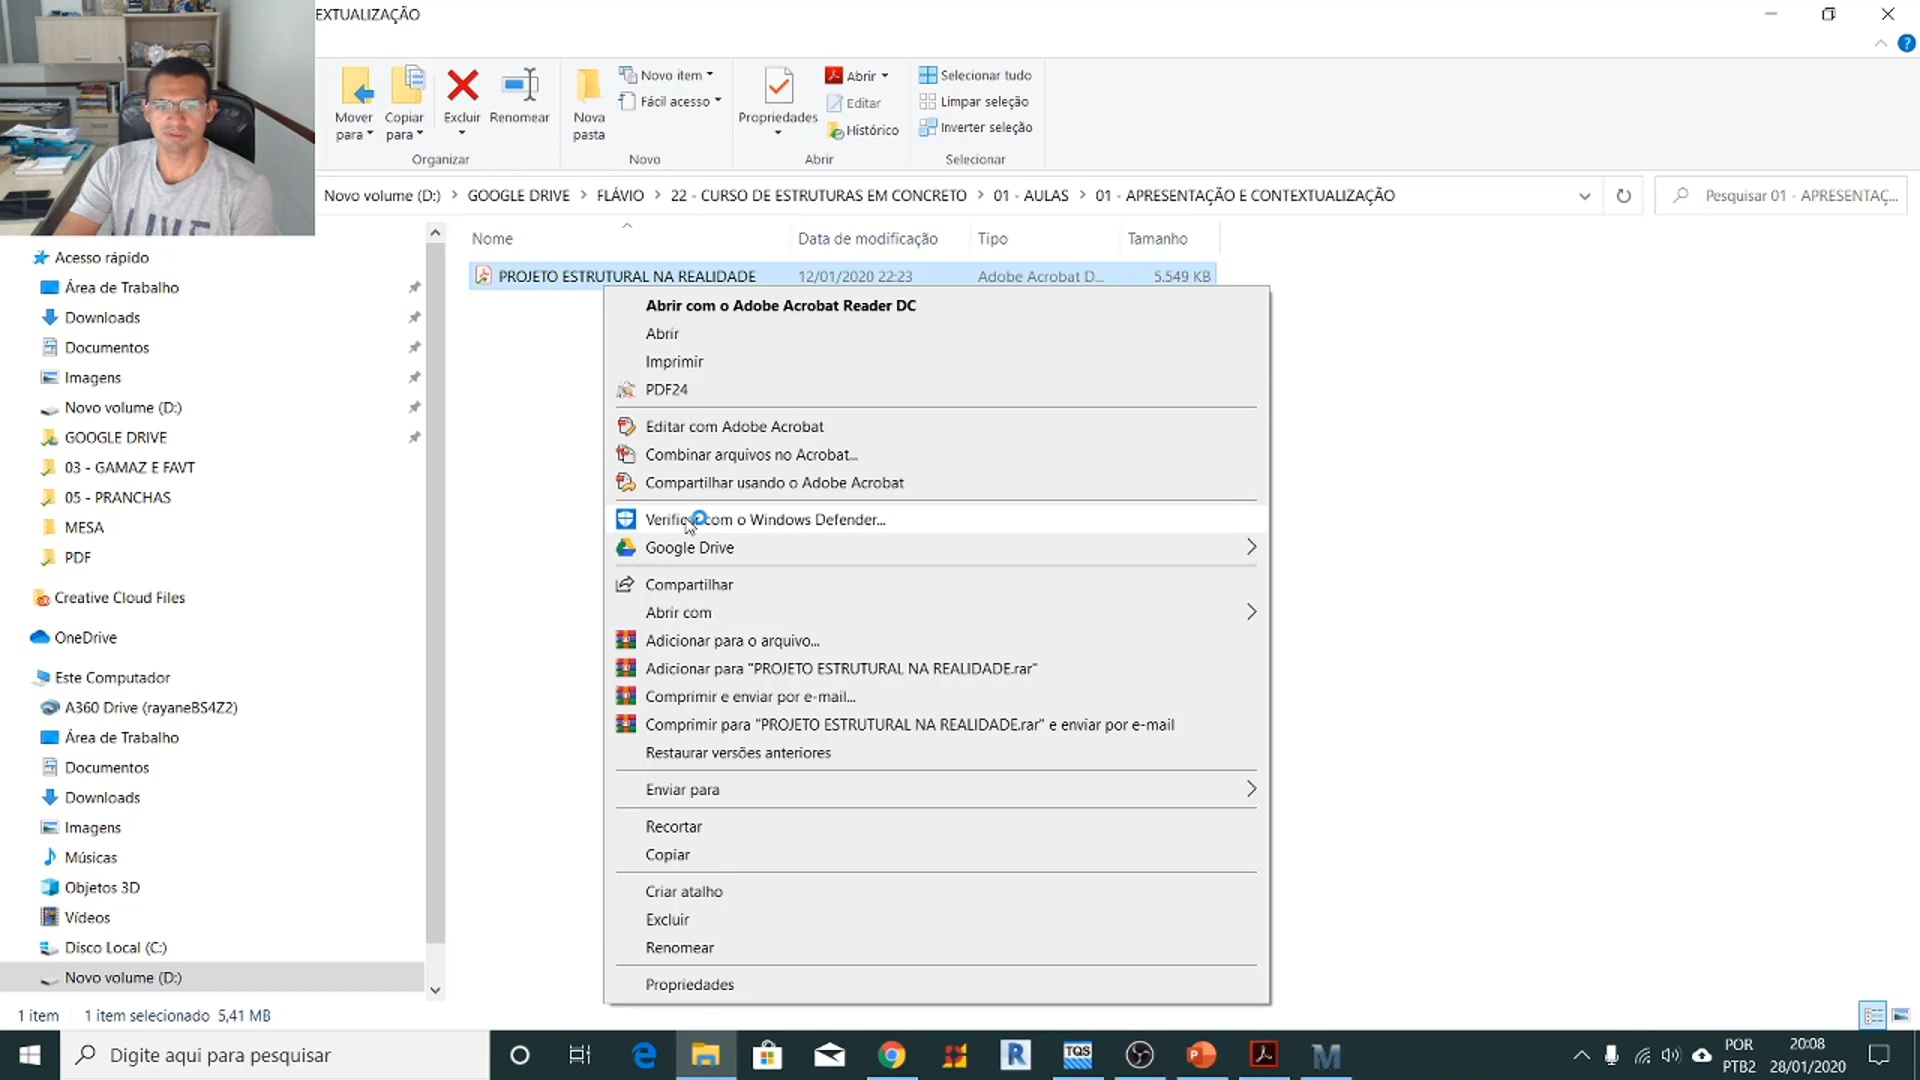 EXTUALIZAÇÃO
Mover para
Copiar para
Excluir
Renomear
Organizar
Nova pasta
Novo item
Fácil acesso
Novo
Propriedades
Abrir
Editar
Histórico
Abrir
Selecionar tudo
Limpar seleção
Inverter seleção
Selecionar
Novo volume (D:) > GOOGLE DRIVE > FLÁVIO > 22 - CURSO DE ESTRUTURAS EM CONCRETO > 01 - AULAS > 01 - APRESENTAÇÃO E CONTEXTUALIZAÇÃO
Pesquisar 01 - APRESENTAÇ...
Nome Data de modificação Tipo Tamanho
PROJETO ESTRUTURAL NA REALIDADE 12/01/2020 22:23 Adobe Acrobat D... 5.549 KB
Acesso rápido
Área de Trabalho
Downloads
Documentos
Imagens
Novo volume (D:)
GOOGLE DRIVE
03 - GAMAZ E FAVT
05 - PRANCHAS
MESA
PDF
Creative Cloud Files
OneDrive
Este Computador
A360 Drive (rayaneBS4Z2)
Área de Trabalho
Documentos
Downloads
Imagens
Músicas
Objetos 3D
Vídeos
Disco Local (C:)
Novo volume (D:)
Abrir com o Adobe Acrobat Reader DC
Abrir
Imprimir
PDF24
Editar com Adobe Acrobat
Combinar arquivos no Acrobat...
Compartilhar usando o Adobe Acrobat
Verificar com o Windows Defender...
Google Drive
Compartilhar
Abrir com
Adicionar para o arquivo...
Adicionar para "PROJETO ESTRUTURAL NA REALIDADE.rar"
Comprimir e enviar por e-mail...
Comprimir para "PROJETO ESTRUTURAL NA REALIDADE.rar" e enviar por e-mail
Restaurar versões anteriores
Enviar para
Recortar
Copiar
Criar atalho
Excluir
Renomear
Propriedades
1 item 1 item selecionado 5,41 MB
Digite aqui para pesquisar
TQS
POR
PTB2
20:08
28/01/2020